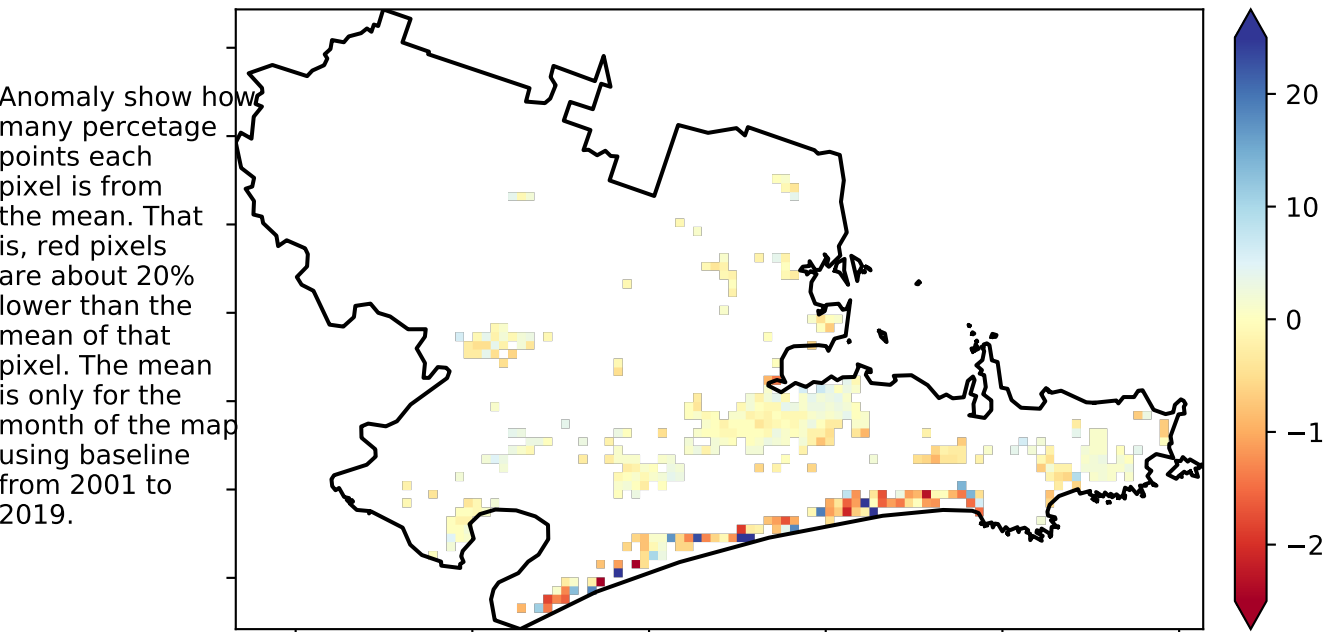 Anomaly show how
many percetage
points each
pixel is from
the mean. That
is, red pixels
are about 20%
lower than the
mean of that
pixel. The mean
is only for the
month of the map
using baseline
from 2001 to
2019.
20
10
0
−1
−2